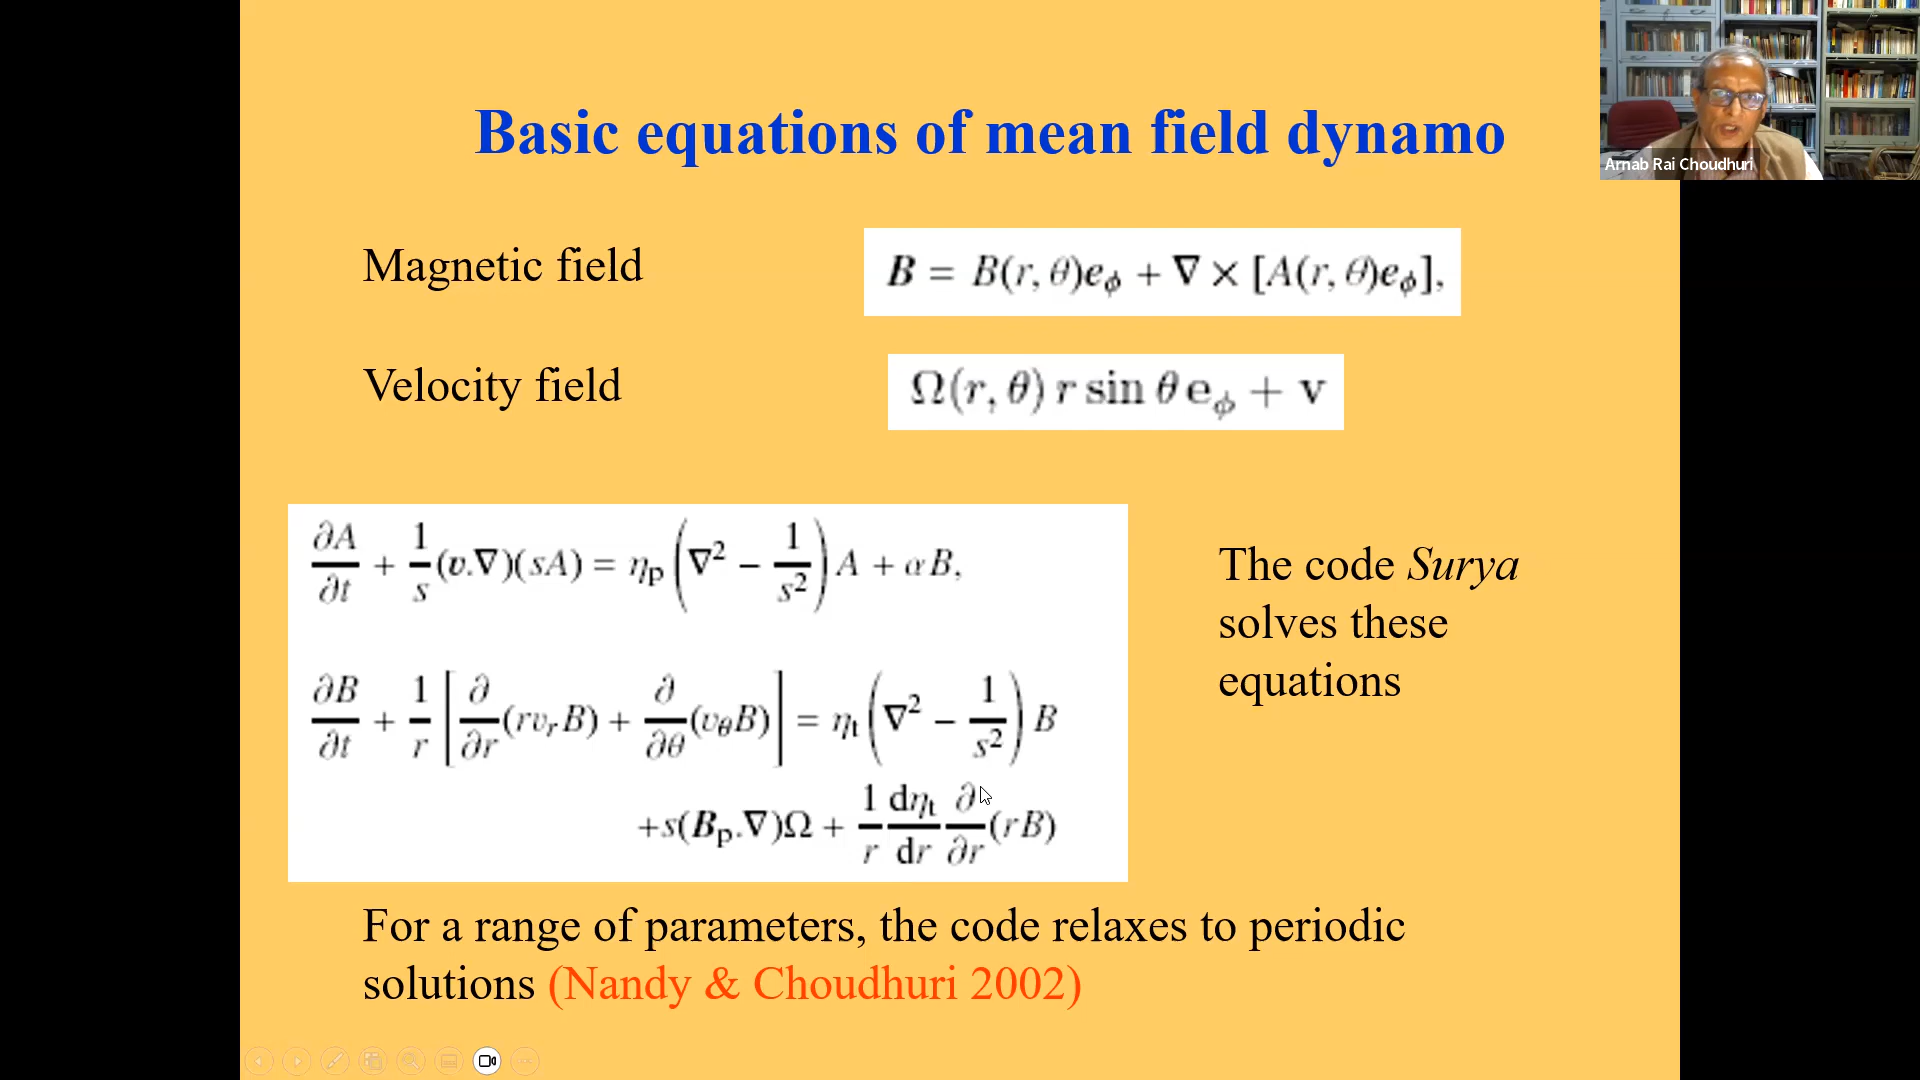 Basic equations of mean field dynamo
Arnab Rai Choudhuri
Magnetic field
B = B(r, θ)e_ϕ + ∇ × [A(r, θ)e_ϕ],
Velocity field
Ω(r, θ) r sin θ e_ϕ + v
∂A/∂t + 1/s (v.∇)(sA) = η_p (∇² − 1/s²) A + αB,
∂B/∂t + 1/r [∂/∂r (rv_r B) + ∂/∂θ (v_θ B)] = η_t (∇² − 1/s²) B
+s(B_p.∇)Ω + 1/r dη_t/dr ∂/∂r (rB)
The code Surya
solves these
equations
For a range of parameters, the code relaxes to periodic
solutions (Nandy & Choudhuri 2002)